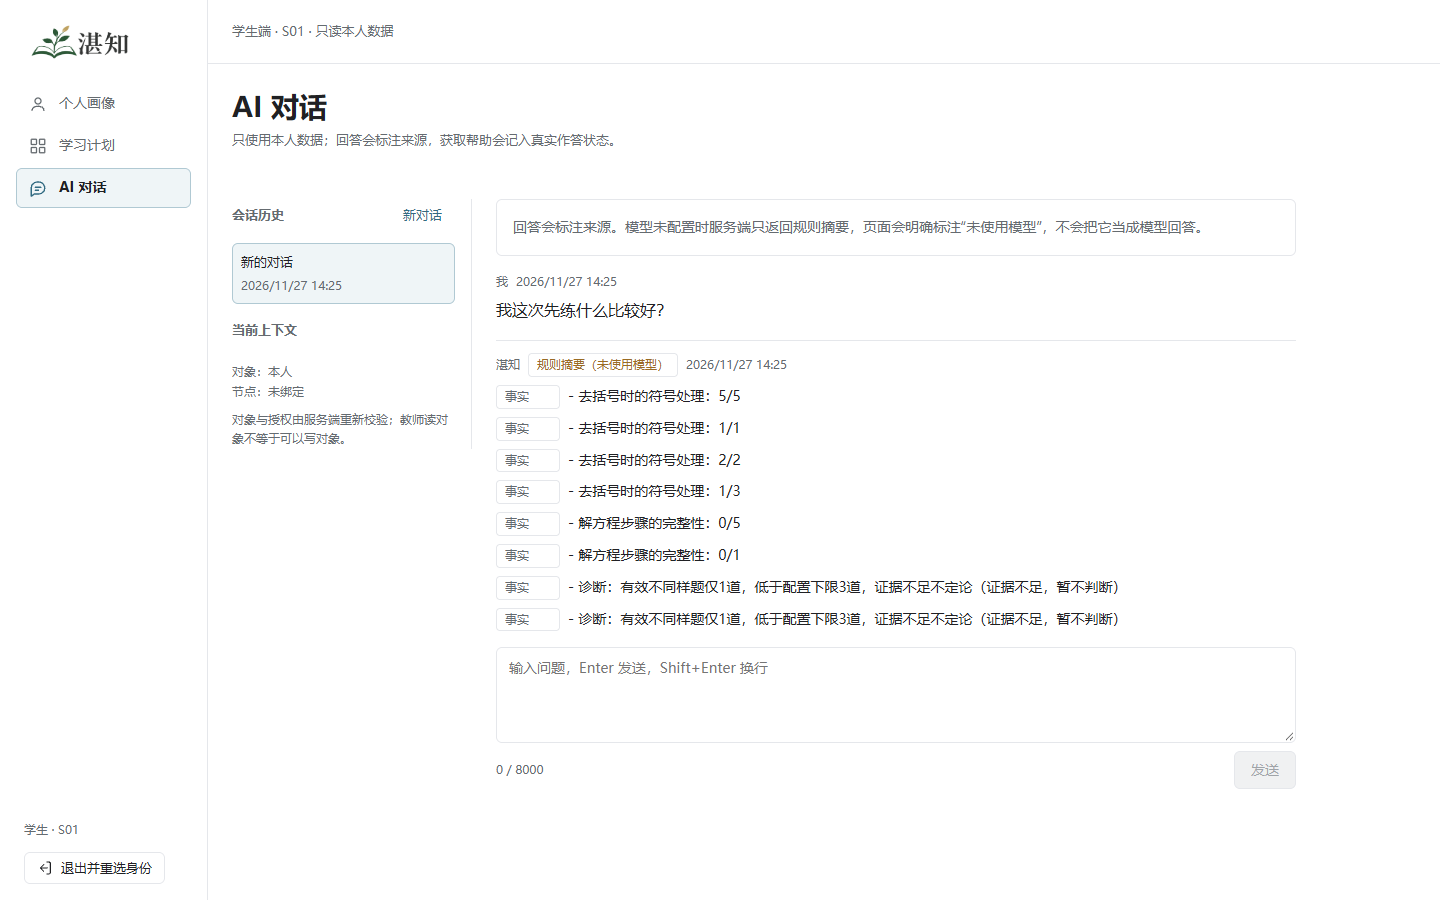 湛知
个人画像
学习计划
AI 对话
学生 · S01
退出并重选身份
学生端 · S01 · 只读本人数据
AI 对话
只使用本人数据；回答会标注来源，获取帮助会记入真实作答状态。
会话历史
新对话
新的对话
2026/11/27 14:25
当前上下文
对象：本人
节点：未绑定
对象与授权由服务端重新校验；教师读对
象不等于可以写对象。
回答会标注来源。模型未配置时服务端只返回规则摘要，页面会明确标注“未使用模型”，不会把它当成模型回答。
我 2026/11/27 14:25
我这次先练什么比较好？
湛知 规则摘要（未使用模型） 2026/11/27 14:25
事实 - 去括号时的符号处理：5/5
事实 - 去括号时的符号处理：1/1
事实 - 去括号时的符号处理：2/2
事实 - 去括号时的符号处理：1/3
事实 - 解方程步骤的完整性：0/5
事实 - 解方程步骤的完整性：0/1
事实 - 诊断：有效不同样题仅1道，低于配置下限3道，证据不足不定论（证据不足，暂不判断）
事实 - 诊断：有效不同样题仅1道，低于配置下限3道，证据不足不定论（证据不足，暂不判断）
输入问题，Enter 发送，Shift+Enter 换行
0 / 8000
发送